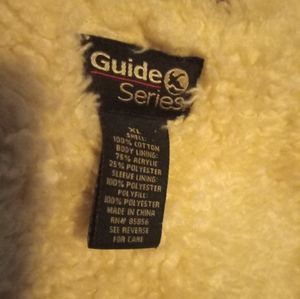 Guide
Series
XL
SHELL:
100% COTTON
BODY LINING:
75% ACRYLIC
25% POLYESTER
SLEEVE LINING:
100% POLYESTER
POLYFILL:
100% POLYESTER
MADE IN CHINA
RN# 85856
SEE REVERSE
FOR CARE